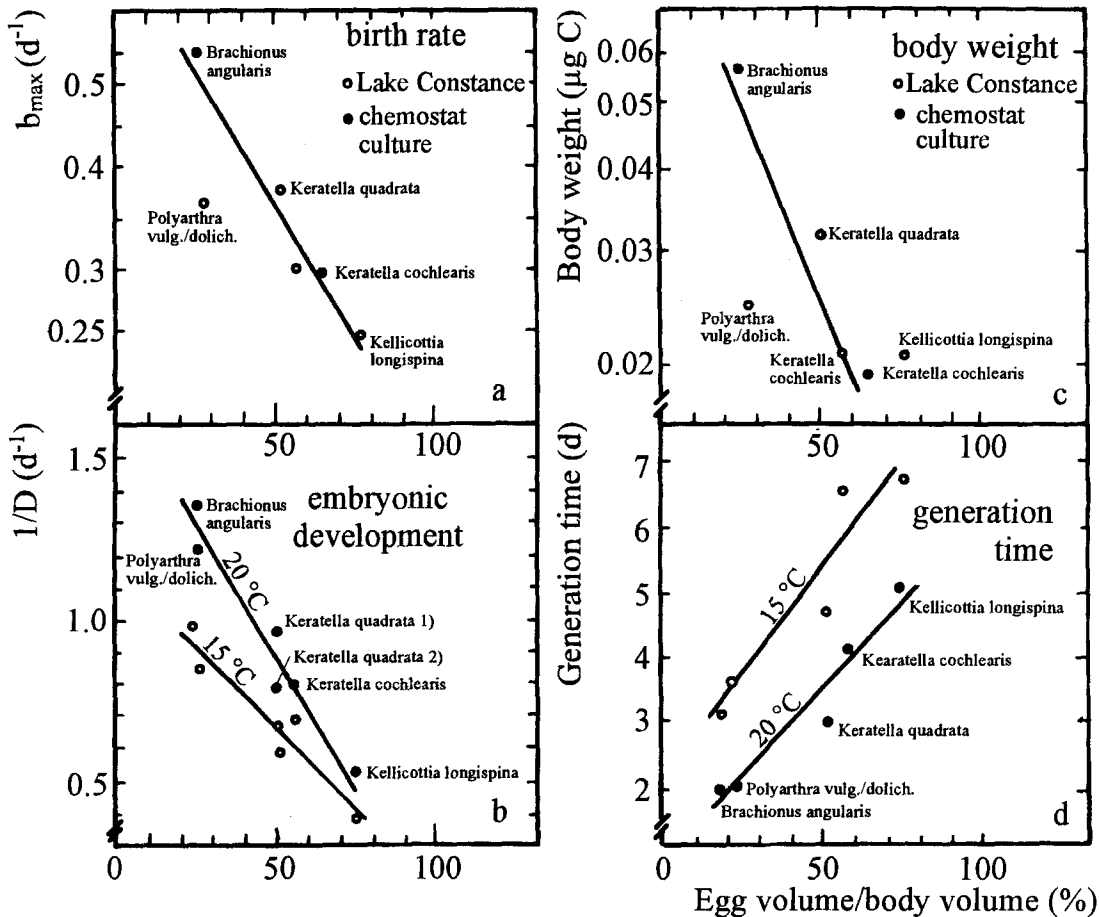 b_max (d⁻¹)
birth rate
Lake Constance
chemostat
culture
Brachionus
angularis
Keratella quadrata
Polyarthra
vulg./dolich.
Keratella cochlearis
Kellicottia
longispina
0.5
0.4
0.3
0.25
a
0 50 100
Body weight (µg C)
body weight
Lake Constance
chemostat
culture
Brachionus
angularis
Keratella quadrata
Polyarthra
vulg./dolich.
Keratella
cochlearis
Kellicottia longispina
Keratella cochlearis
0.06
0.05
0.04
0.03
0.02
c
50 100
1/D (d⁻¹)
embryonic
development
Brachionus
angularis
Polyarthra
vulg./dolich.
20 °C
15 °C
Keratella quadrata 1)
Keratella quadrata 2)
Keratella cochlearis
Kellicottia longispina
1.5
1.0
0.5
b
0 50 100
Generation time (d)
generation
time
15 °C
20 °C
Kellicottia longispina
Kearatella cochlearis
Keratella quadrata
Polyarthra vulg./dolich.
Brachionus angularis
7
6
5
4
3
2
d
0 50 100
Egg volume/body volume (%)